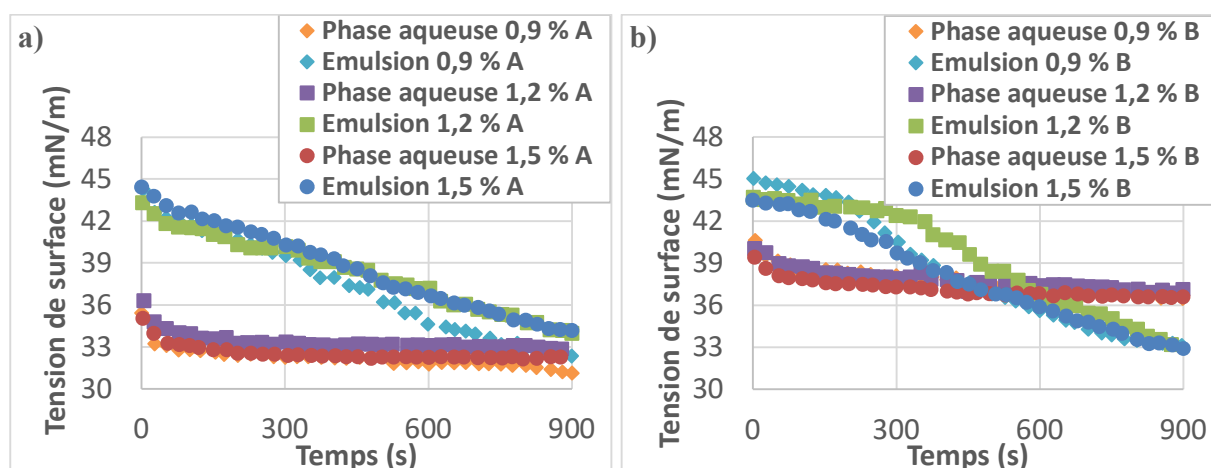 a)
Phase aqueuse 0,9 % A
Emulsion 0,9 % A
Phase aqueuse 1,2 % A
Emulsion 1,2 % A
Phase aqueuse 1,5 % A
Emulsion 1,5 % A
Tension de surface (mN/m)
48
45
42
39
36
33
30
0
300
600
900
Temps (s)
b)
Phase aqueuse 0,9 % B
Emulsion 0,9 % B
Phase aqueuse 1,2 % B
Emulsion 1,2 % B
Phase aqueuse 1,5 % B
Emulsion 1,5 % B
Tension de surface (mN/m)
48
45
42
39
36
33
30
0
300
600
900
Temps (s)